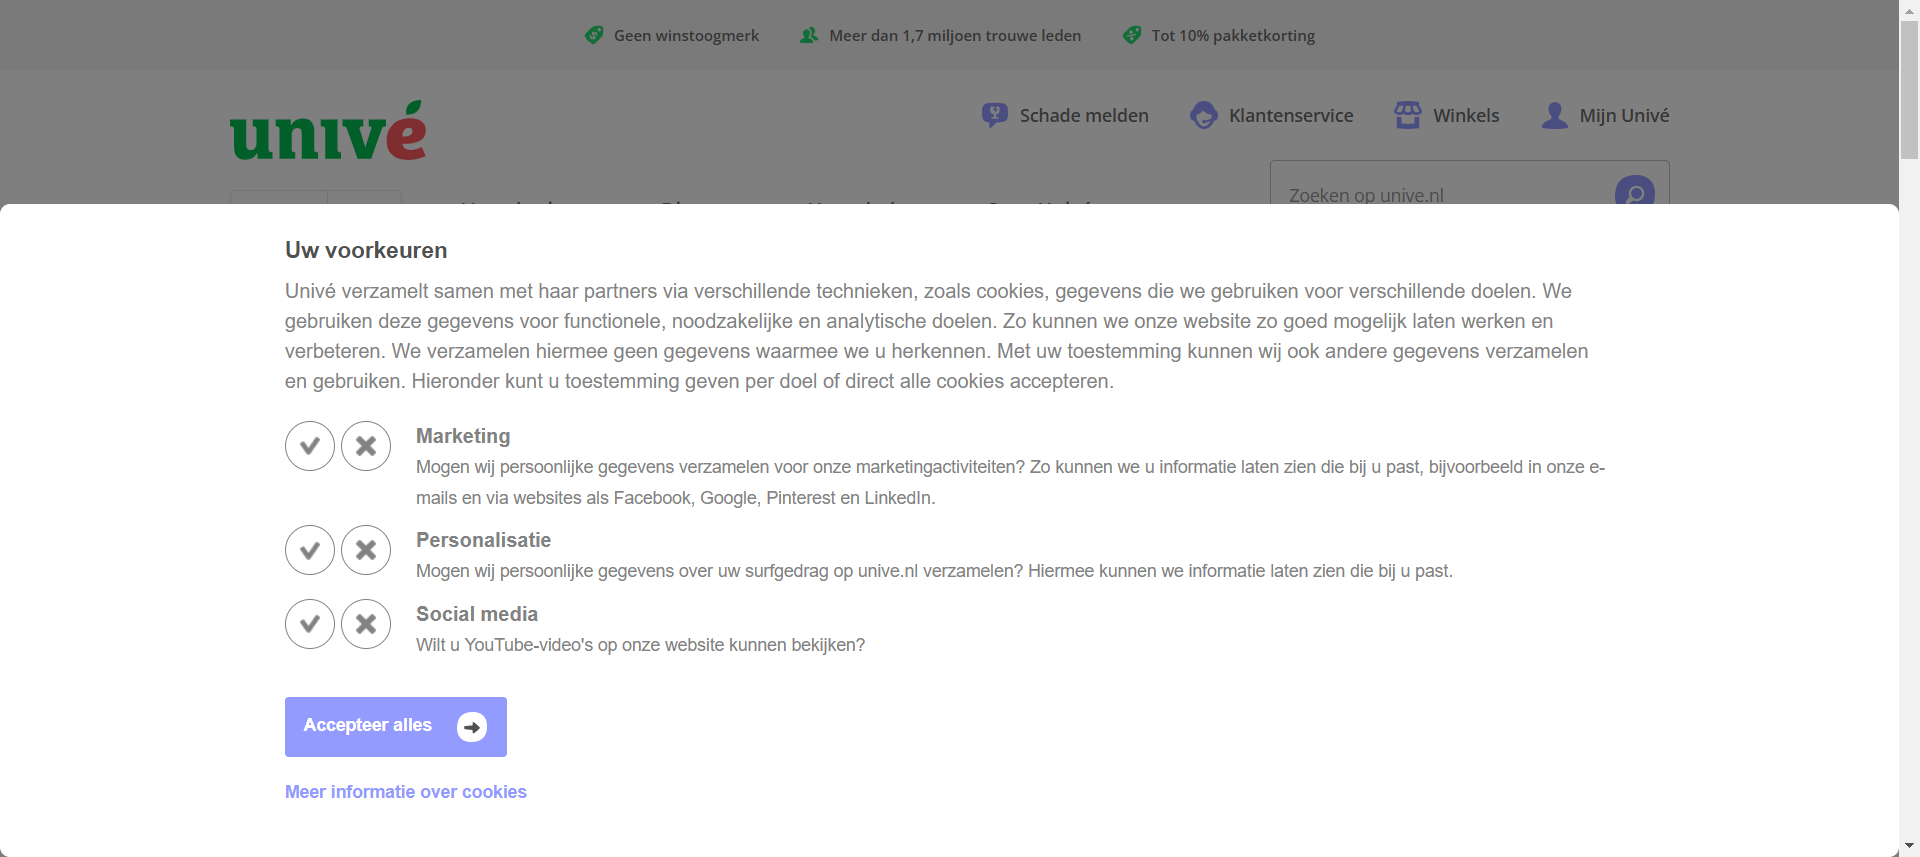 Geen winstoogmerk
Meer dan 1,7 miljoen trouwe leden
Tot 10% pakketkorting
univé
Schade melden
Klantenservice
Winkels
Mijn Univé
Zoeken op unive.nl
Uw voorkeuren
Univé verzamelt samen met haar partners via verschillende technieken, zoals cookies, gegevens die we gebruiken voor verschillende doelen. We
gebruiken deze gegevens voor functionele, noodzakelijke en analytische doelen. Zo kunnen we onze website zo goed mogelijk laten werken en
verbeteren. We verzamelen hiermee geen gegevens waarmee we u herkennen. Met uw toestemming kunnen wij ook andere gegevens verzamelen
en gebruiken. Hieronder kunt u toestemming geven per doel of direct alle cookies accepteren.
Marketing
Mogen wij persoonlijke gegevens verzamelen voor onze marketingactiviteiten? Zo kunnen we u informatie laten zien die bij u past, bijvoorbeeld in onze e-
mails en via websites als Facebook, Google, Pinterest en LinkedIn.
Personalisatie
Mogen wij persoonlijke gegevens over uw surfgedrag op unive.nl verzamelen? Hiermee kunnen we informatie laten zien die bij u past.
Social media
Wilt u YouTube-video's op onze website kunnen bekijken?
Accepteer alles
Meer informatie over cookies